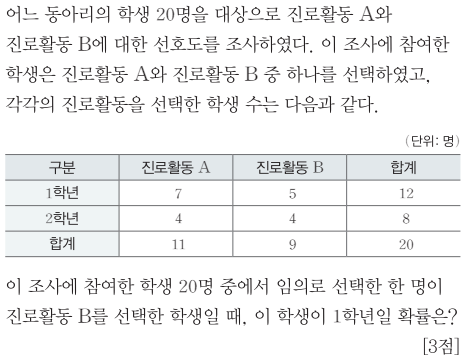 어느 동아리의 학생 20명을 대상으로 진로활동 A와
진로활동 B에 대한 선호도를 조사하였다. 이 조사에 참여한
학생은 진로활동 A와 진로활동 B 중 하나를 선택하였고,
각각의 진로활동을 선택한 학생 수는 다음과 같다.
(단위: 명)
구분 진로활동 A 진로활동 B 합계
1학년 7 5 12
2학년 4 4 8
합계 11 9 20
이 조사에 참여한 학생 20명 중에서 임의로 선택한 한 명이
진로활동 B를 선택한 학생일 때, 이 학생이 1학년일 확률은?
[3점]